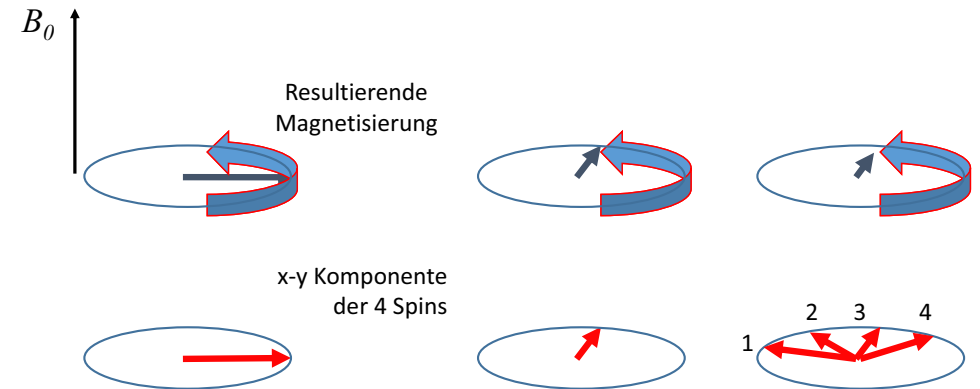 B₀
Resultierende
Magnetisierung
x-y Komponente
der 4 Spins
1
2
3
4